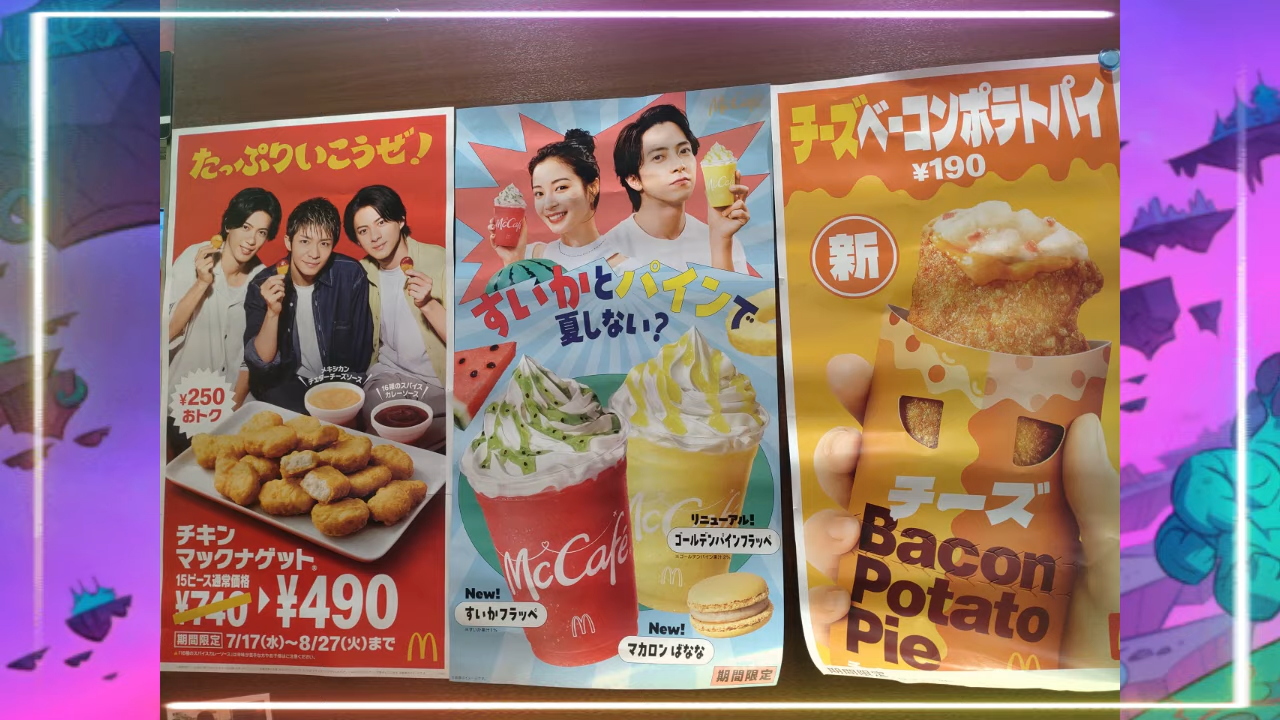 たっぷりいこうぜ!
¥250
おトク
メキシカン
チェダーチーズソース
16種のスパイス
カレーソース
チキン
マックナゲット®
15ピース通常価格
¥740 ¥490
期間限定 7/17(水)〜8/27(火)まで
すいかとパインで
夏しない?
McCafé
McCafé
リニューアル!
ゴールデンパインフラッペ
New!
すいかフラッペ
New!
マカロン ばなな
期間限定
チーズベーコンポテトパイ
¥190
新
チーズ
Bacon
Potato
Pie